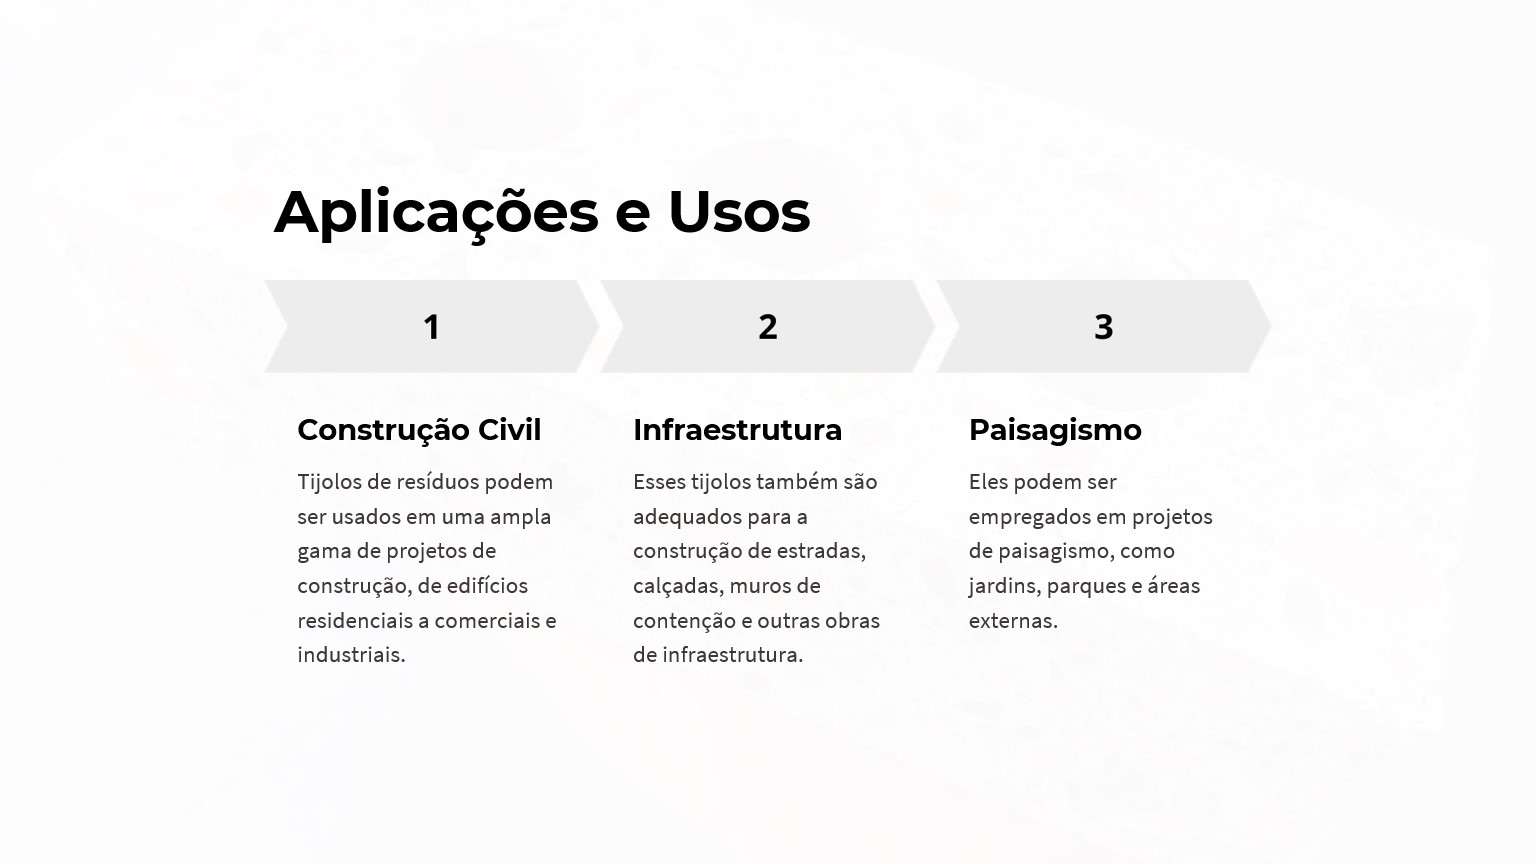 Aplicações e Usos
1
2
3
Construção Civil
Tijolos de resíduos podem
ser usados em uma ampla
gama de projetos de
construção, de edifícios
residenciais a comerciais e
industriais.
Infraestrutura
Esses tijolos também são
adequados para a
construção de estradas,
calçadas, muros de
contenção e outras obras
de infraestrutura.
Paisagismo
Eles podem ser
empregados em projetos
de paisagismo, como
jardins, parques e áreas
externas.